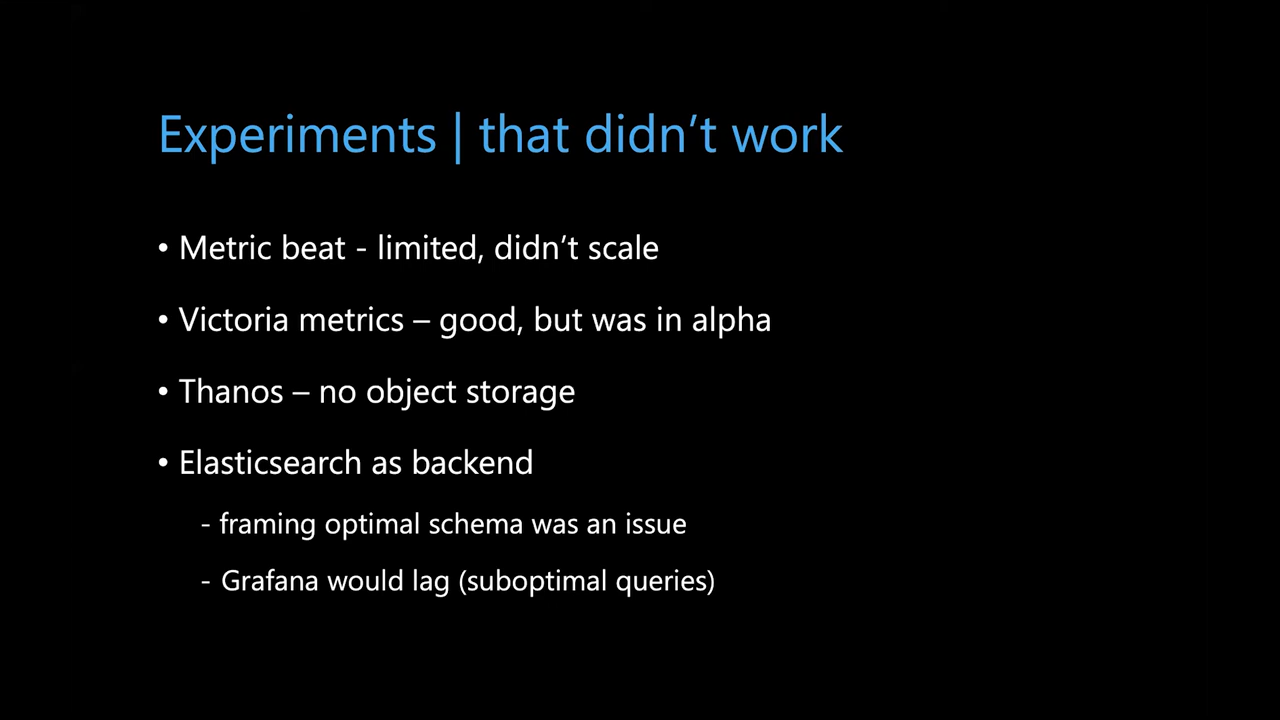 Experiments | that didn’t work
• Metric beat - limited, didn’t scale
• Victoria metrics – good, but was in alpha
• Thanos – no object storage
• Elasticsearch as backend
- framing optimal schema was an issue
- Grafana would lag (suboptimal queries)